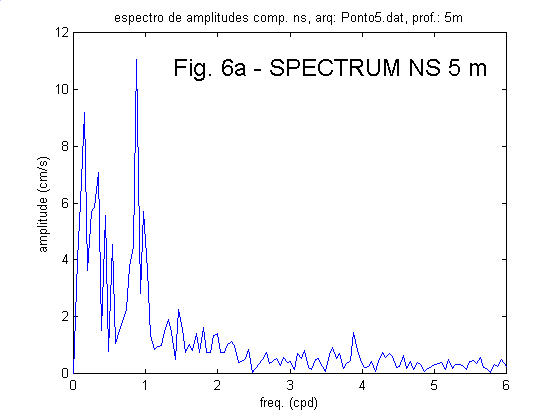 espectro de amplitudes comp. ns, arq: Ponto5.dat, prof.: 5m
Fig. 6a - SPECTRUM NS 5 m
amplitude (cm/s)
12
10
8
6
4
2
0
0 1 2 3 4 5 6
freq. (cpd)